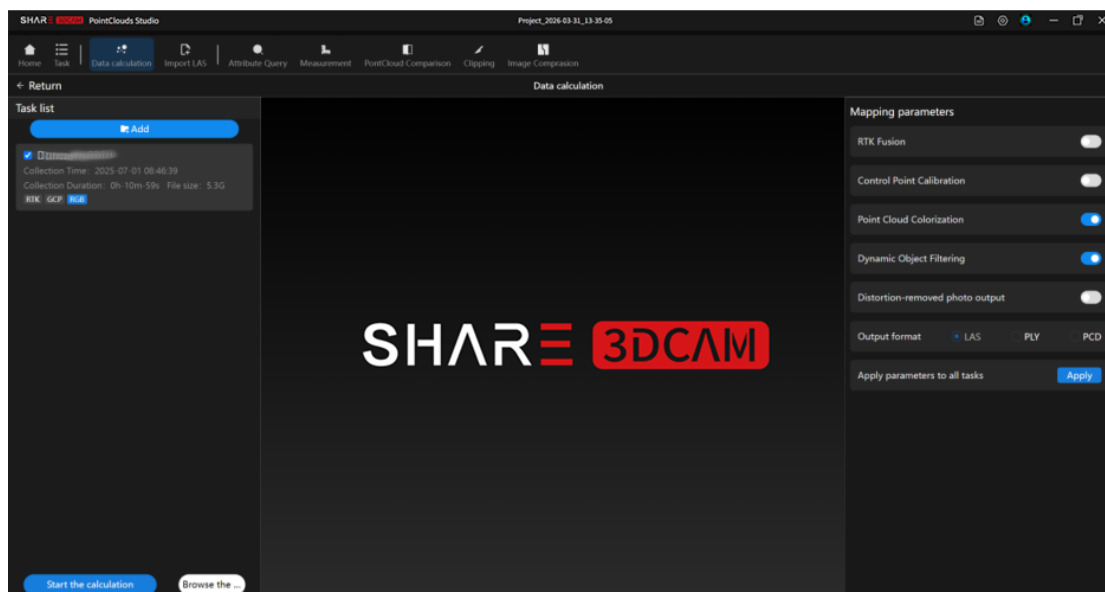 SHARE 3DCAM PointClouds Studio
Project_2026-03-31_13-35-05
Home Task Data calculation Import LAS Attribute Query Measurement PontCloud Comparison Clipping Image Comprasion
← Return
Data calculation
Task list
Add
Collection Time: 2025-07-01 08:46:39
Collection Duration: 0h-10m-59s File size: 5.3G
RTK GCP RGB
Start the calculation
Browse the ...
SHARE 3DCAM
Mapping parameters
RTK Fusion
Control Point Calibration
Point Cloud Colorization
Dynamic Object Filtering
Distortion-removed photo output
Output format LAS PLY PCD
Apply parameters to all tasks Apply